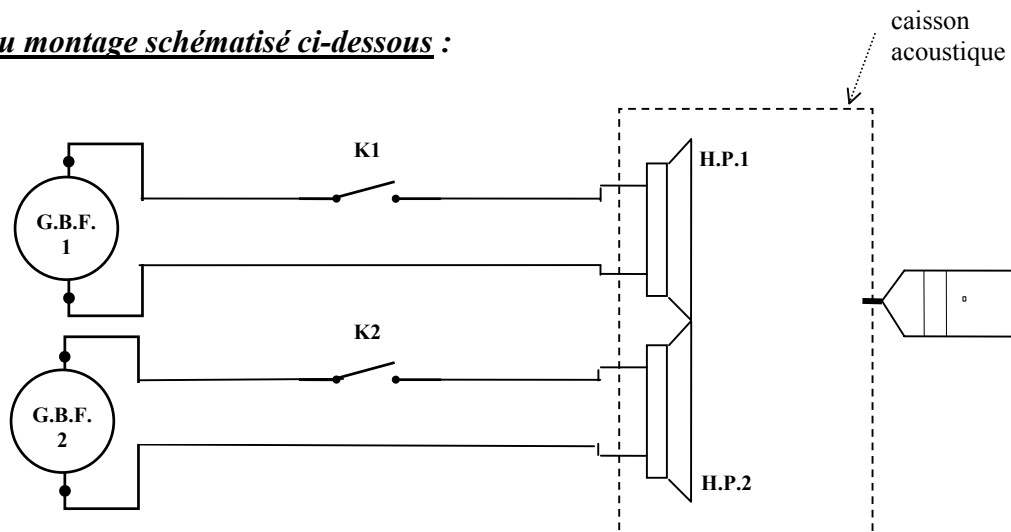 caisson
acoustique
u montage schématisé ci-dessous :
K1
H.P.1
G.B.F.
1
K2
G.B.F.
2
H.P.2